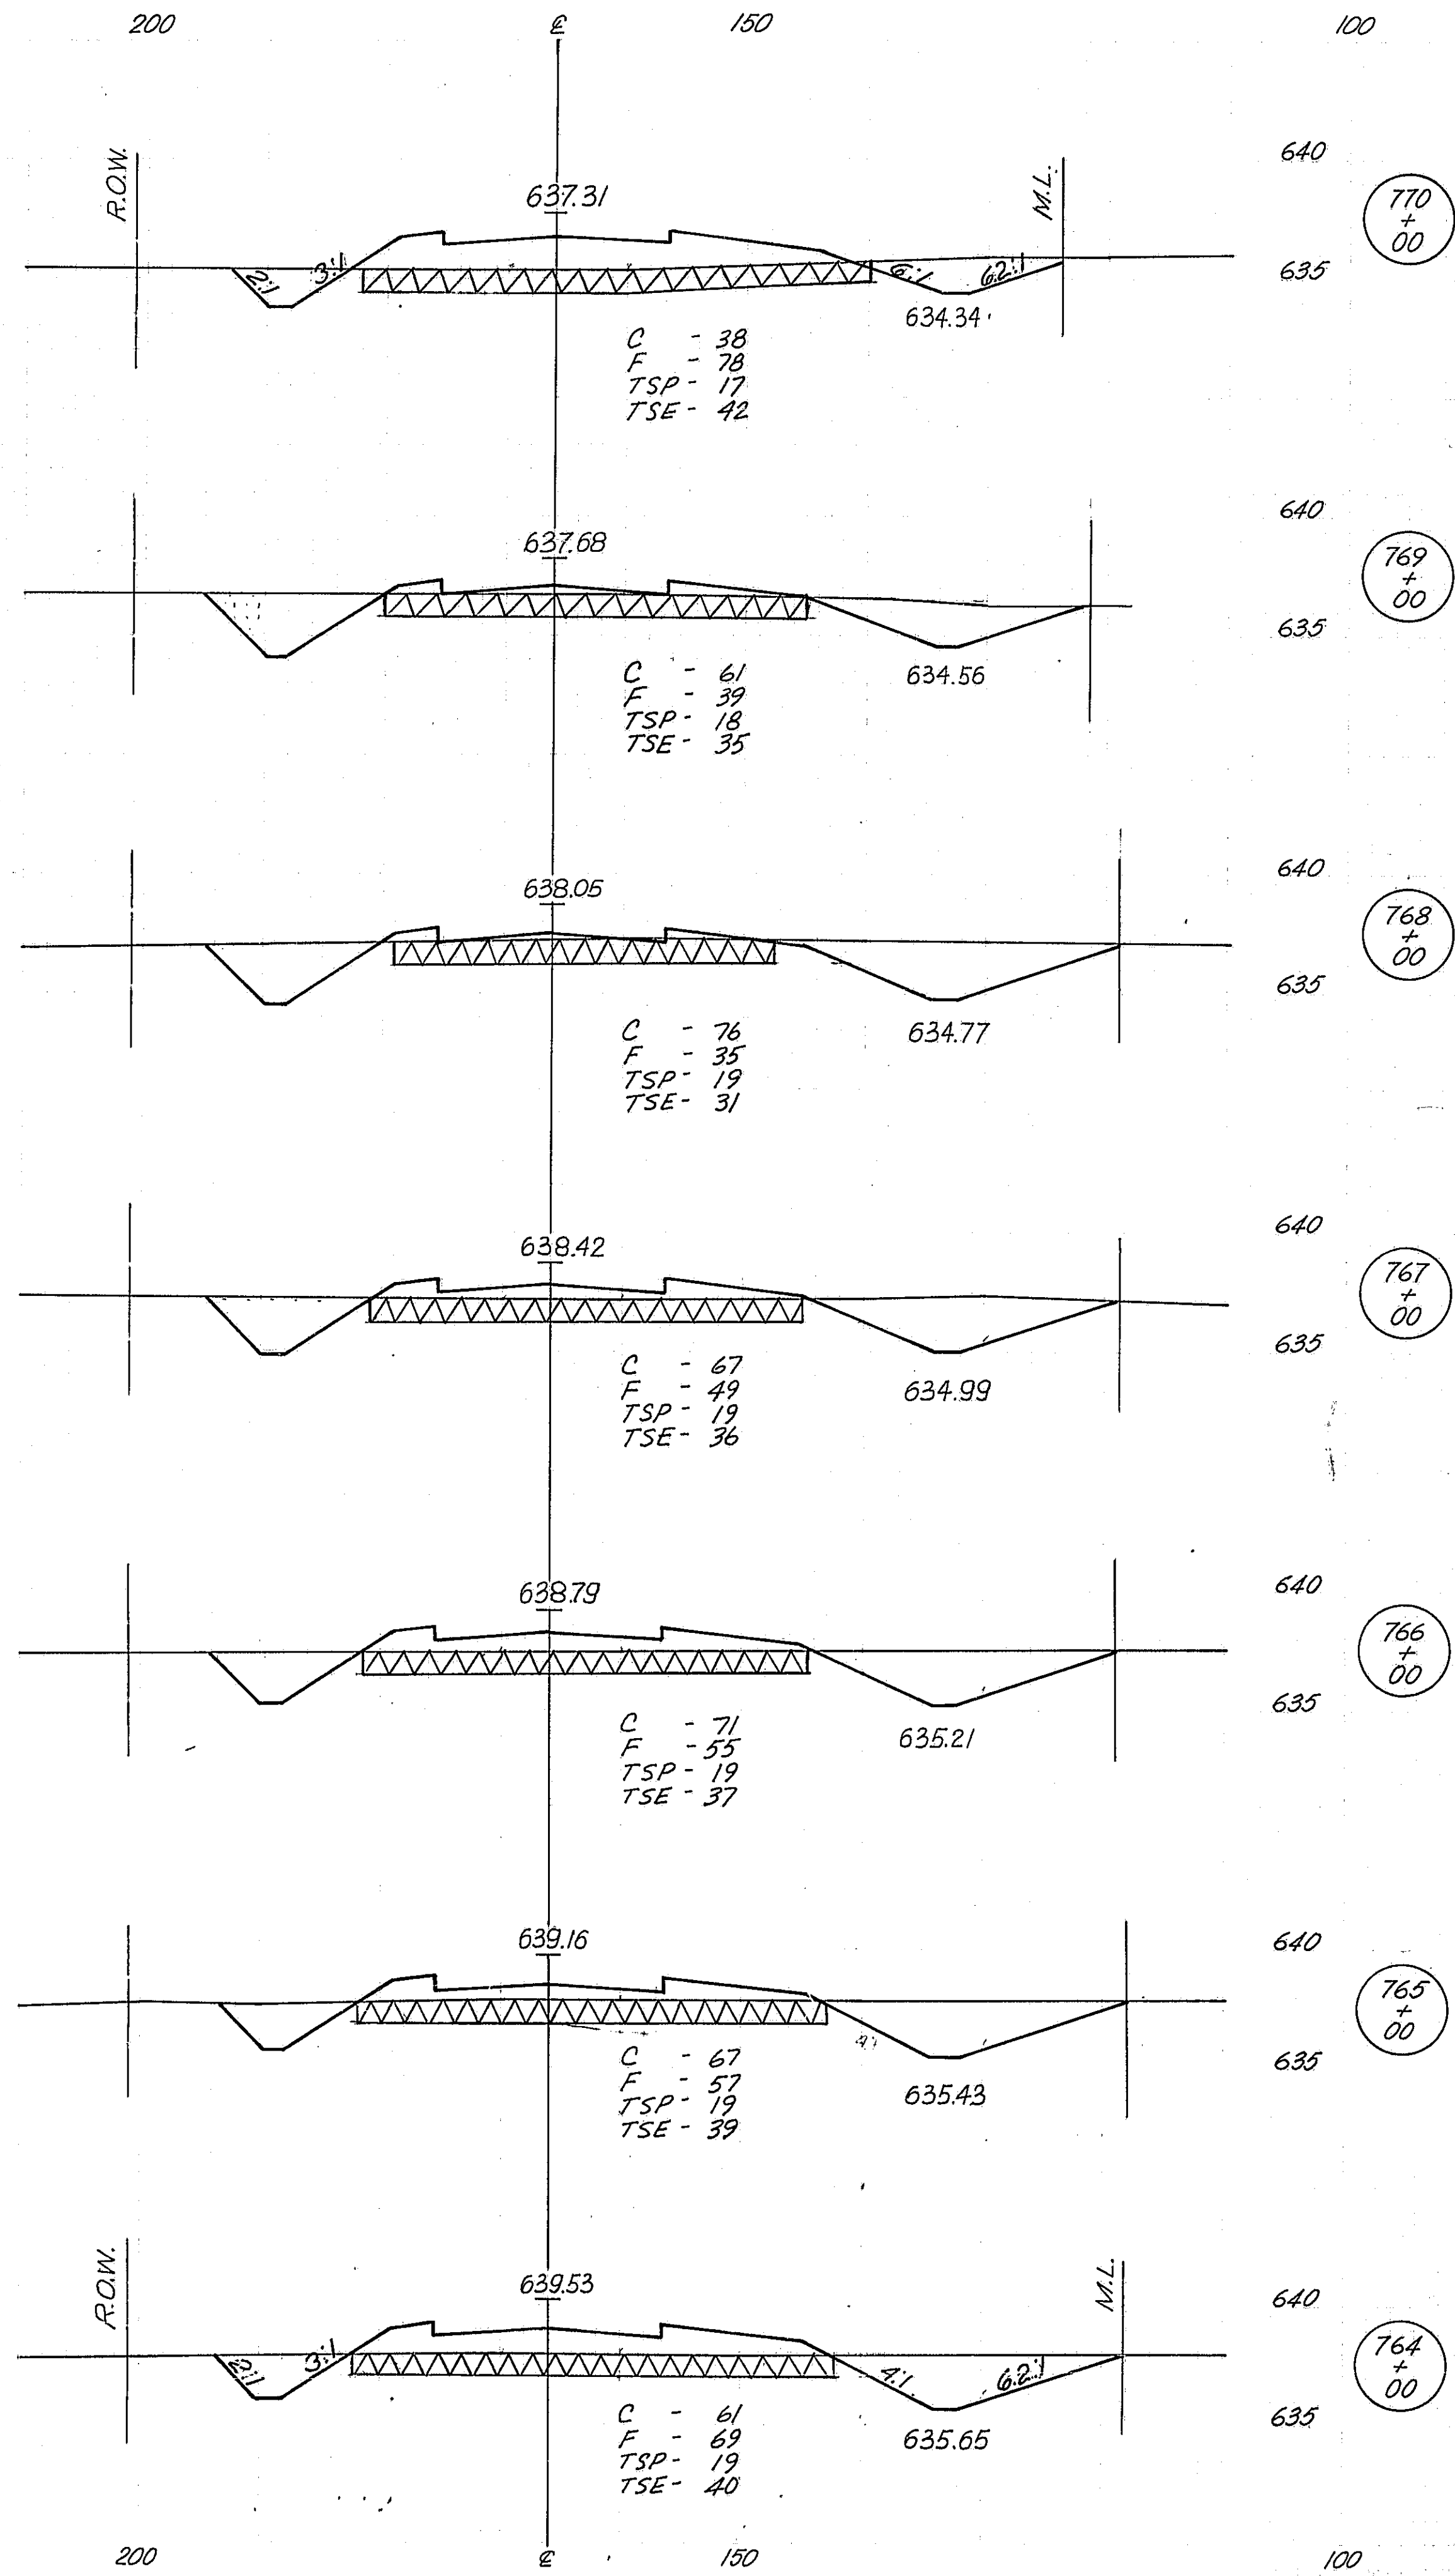 200 ℄ 150 100
640
R.O.W. M.L.
770
+
00
637.31
635
2:1 3:1 6:1 6.2:1
634.34
C - 38
F - 78
TSP - 17
TSE - 42
640
637.68
769
+
00
635
634.56
C - 61
F - 39
TSP - 18
TSE - 35
640
638.05
768
+
00
635
634.77
C - 76
F - 35
TSP - 19
TSE - 31
640
638.42
767
+
00
635
634.99
C - 67
F - 49
TSP - 19
TSE - 36
640
638.79
766
+
00
635
635.21
C - 71
F - 55
TSP - 19
TSE - 37
640
639.16
765
+
00
635
4:1
635.43
C - 67
F - 57
TSP - 19
TSE - 39
R.O.W. M.L.
639.53
640
764
+
00
2:1 3:1 4:1 6.2:1
635
635.65
C - 61
F - 69
TSP - 19
TSE - 40
200 ℄ 150 100